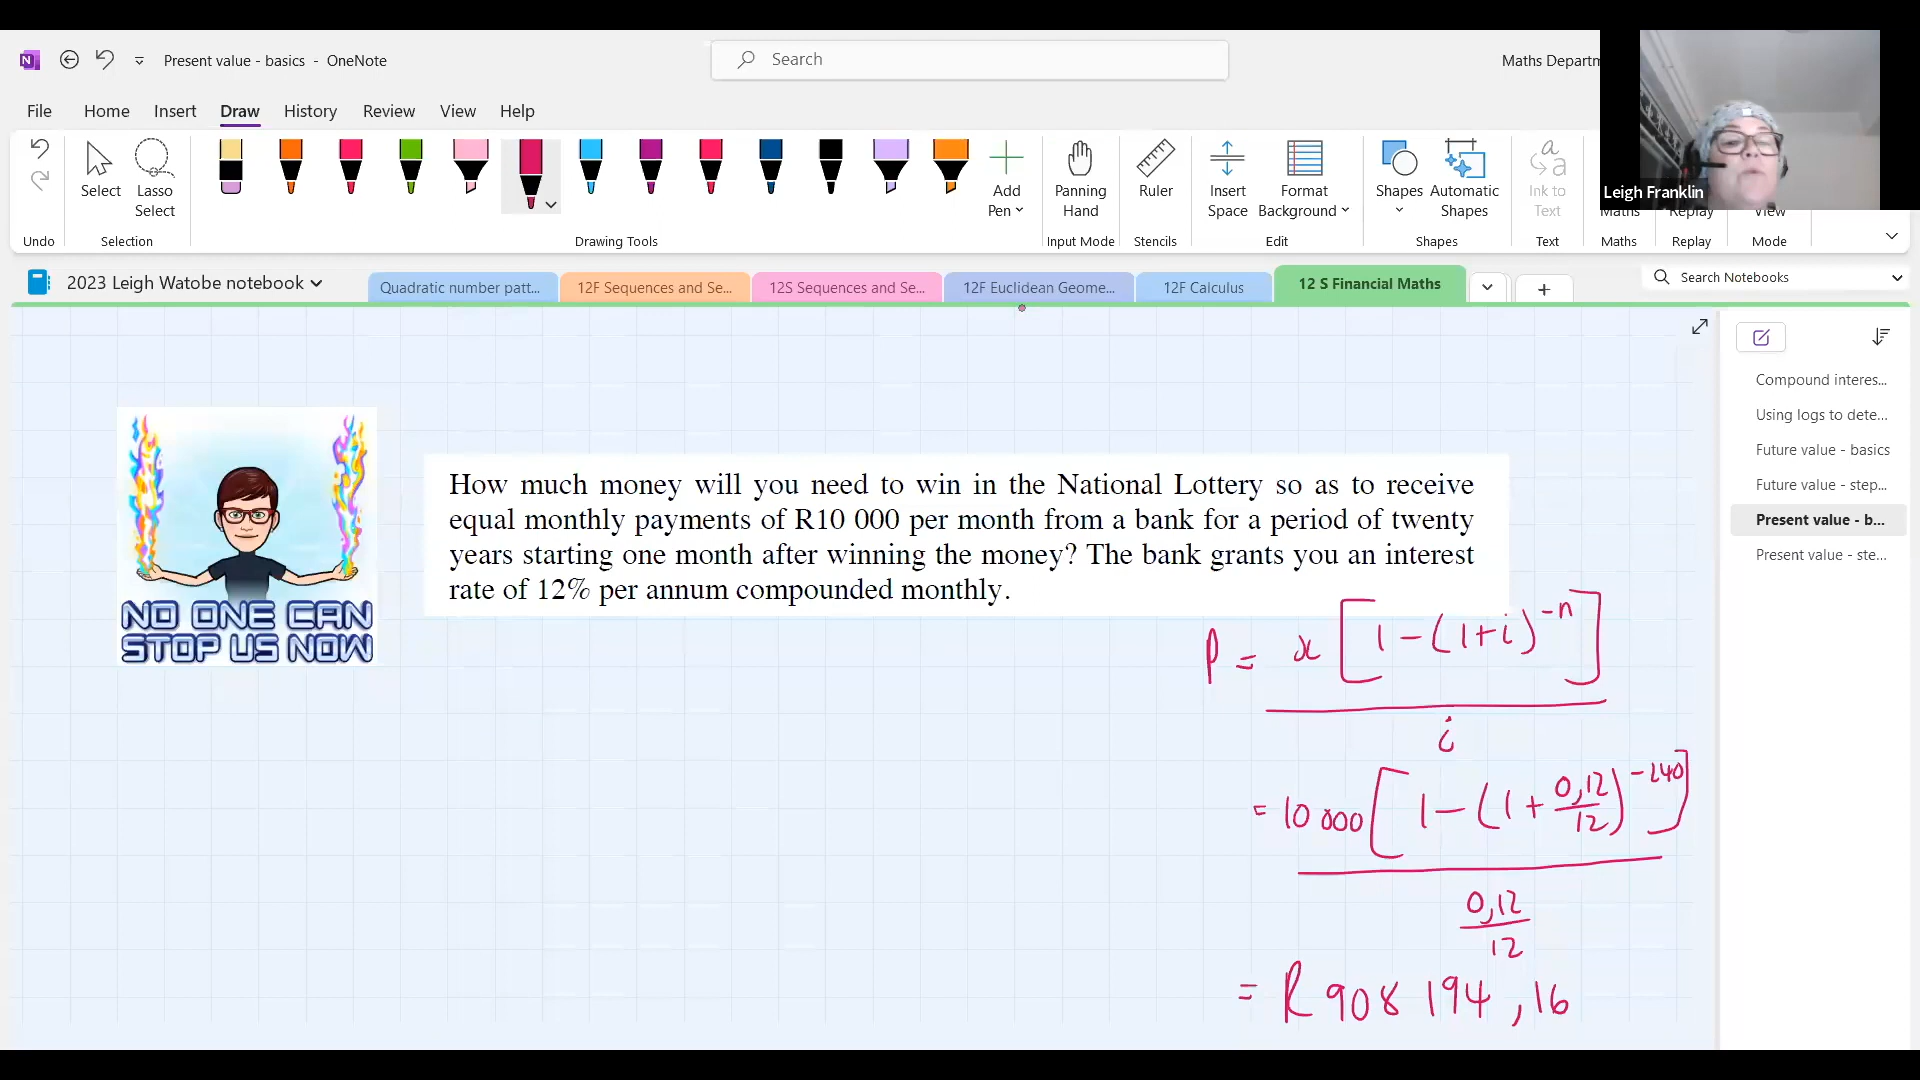 Present value - basics - OneNote
Search
Maths Departm
File Home Insert Draw History Review View Help
Select
Lasso Select
Add Pen
Panning Hand
Ruler
Insert Space
Format Background
Shapes
Automatic Shapes
Ink to Text
Maths
Replay
View
Leigh Franklin
Undo Selection Drawing Tools Input Mode Stencils Edit Shapes Text Maths Replay Mode
2023 Leigh Watobe notebook
Quadratic number patt...
12F Sequences and Se...
12S Sequences and Se...
12F Euclidean Geome...
12F Calculus
12 S Financial Maths
Search Notebooks
Compound interes...
Using logs to dete...
Future value - basics
Future value - step...
Present value - b...
Present value - ste...
NO ONE CAN
STOP US NOW
How much money will you need to win in the National Lottery so as to receive
equal monthly payments of R10 000 per month from a bank for a period of twenty
years starting one month after winning the money? The bank grants you an interest
rate of 12% per annum compounded monthly.
P = x [1 - (1+i)^-n]
i
= 10 000 [1 - (1 + 0,12/12)^-240]
0,12
12
= R 908 194,16